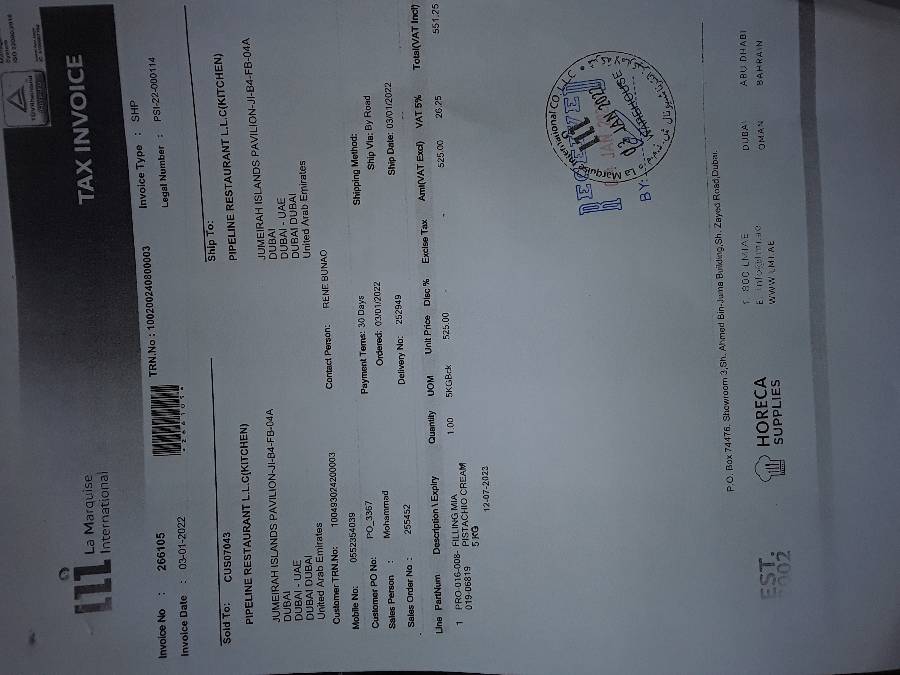 La Marquise
International
TAX INVOICE
Invoice No : 266105
TRN.No : 100200240800003
Invoice Type : SHP
Invoice Date : 03-01-2022
Legal Number : PSI-22-000114
Sold To: CUS07043
Ship To:
PIPELINE RESTAURANT L.L.C(KITCHEN)
PIPELINE RESTAURANT L.L.C(KITCHEN)
JUMEIRAH ISLANDS PAVILION-JI-B4-FB-04A
DUBAI
DUBAI - UAE
DUBAI DUBAI
United Arab Emirates
JUMEIRAH ISLANDS PAVILION-JI-B4-FB-04A
DUBAI
DUBAI - UAE
DUBAI DUBAI
United Arab Emirates
Customer TRN.No: 100493024200003
Contact Person: RENE BUNAO
Mobile No: 0552354039
Shipping Method:
Customer PO No: PO_3367
Payment Tems: 30 Days
Ship Via: By Road
Sales Person : Mohammad
Ordered: 03/01/2022
Ship Date: 03/01/2022
Sales Order No : 255452
Delivery No: 252949
Line PartNum Description \ Expiry Quantity UOM Unit Price Disc % Excise Tax Amt(VAT Excl) VAT 5% Total(VAT Incl)
1 PRO-016-008- FILLING MIA 1.00 5KGBck 525.00 - - 525.00 26.25 551.25
019-06819 PISTACHIO CREAM
5 KG
12-07-2023
RECEIVED
JAN 2022
WAREHOUSE
BY:
P.O. Box 74476, Showroom 3,Sh. Ahmed Bin Juma Building,Sh. Zayed Road,Dubai.
EST.
2002
HORECA
SUPPLIES
T. 800 LMI AE
E. info@lmi.ae
WWW.LMI.AE
DUBAI
OMAN
ABU DHABI
BAHRAIN